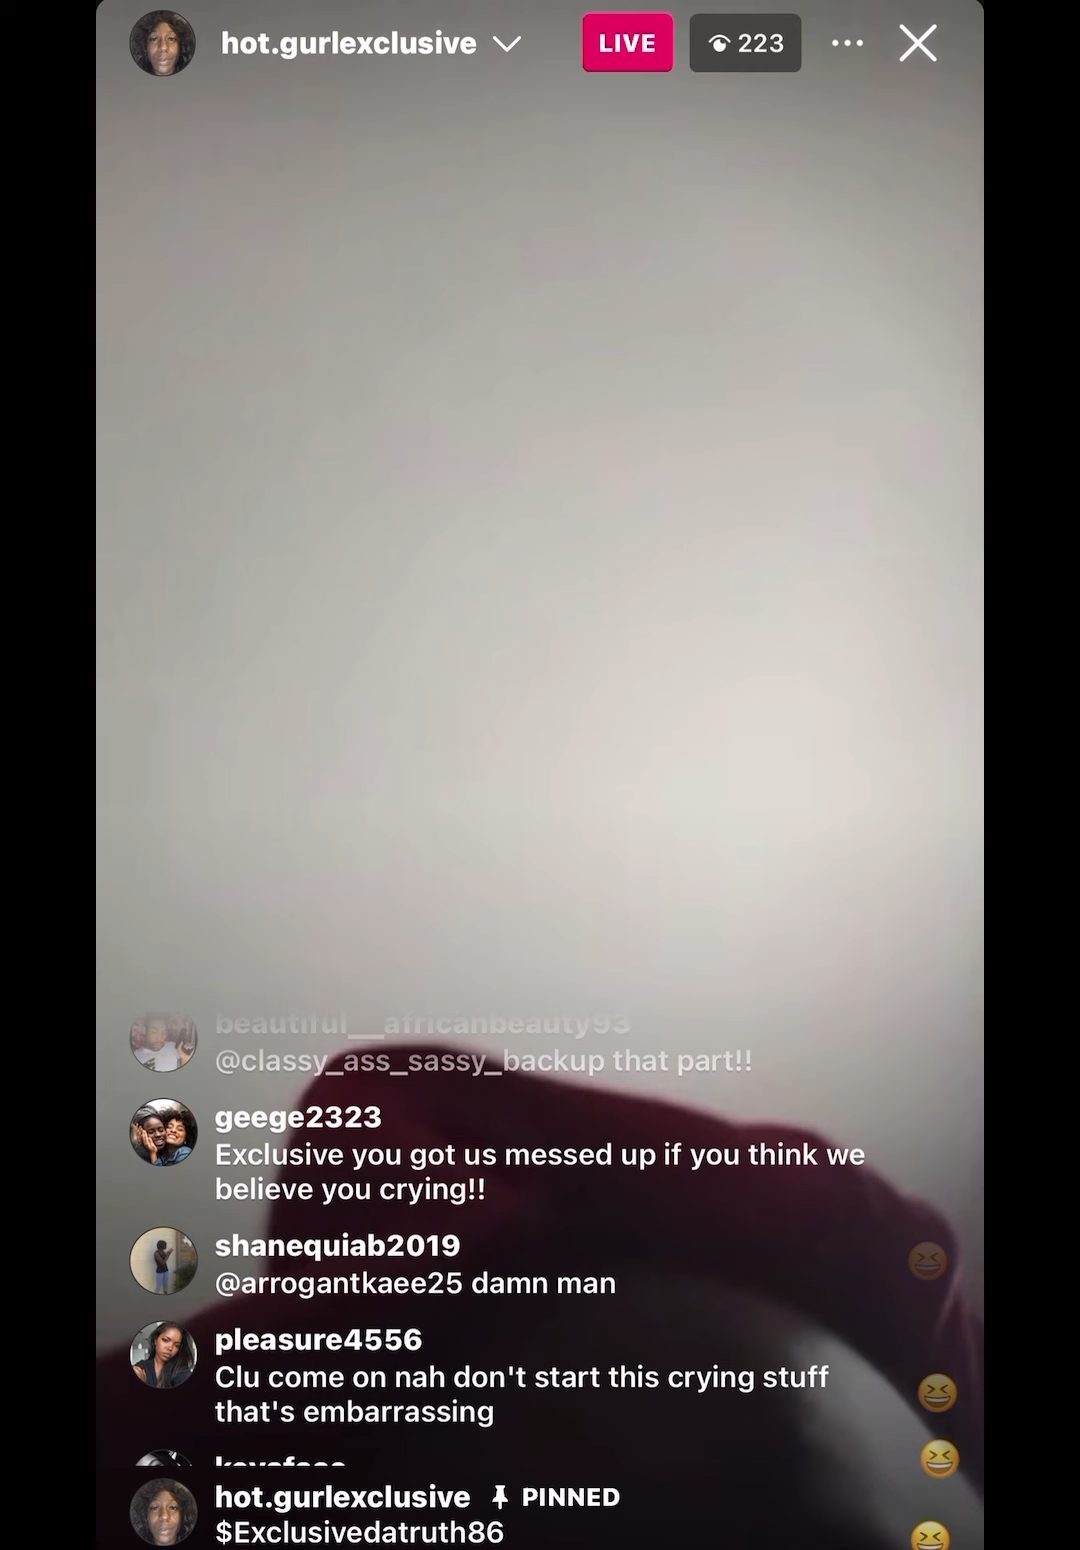 hot.gurlexclusive
LIVE
223
beautiful__africanbeauty93
@classy_ass_sassy_backup that part!!
geege2323
Exclusive you got us messed up if you think we
believe you crying!!
shanequiab2019
@arrogantkaee25 damn man
pleasure4556
Clu come on nah don't start this crying stuff
that's embarrassing
hot.gurlexclusive PINNED
$Exclusivedatruth86